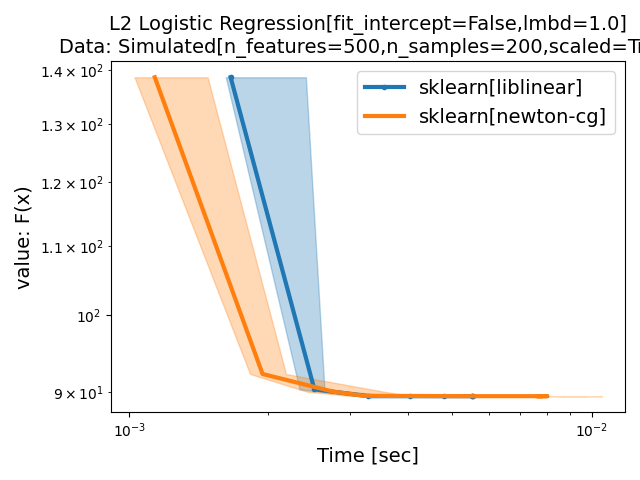 L2 Logistic Regression[fit_intercept=False,lmbd=1.0]
Data: Simulated[n_features=500,n_samples=200,scaled=Tr
sklearn[liblinear]
sklearn[newton-cg]
value: F(x)
1.4 × 10²
1.3 × 10²
1.2 × 10²
1.1 × 10²
10²
9 × 10¹
10⁻³
10⁻²
Time [sec]